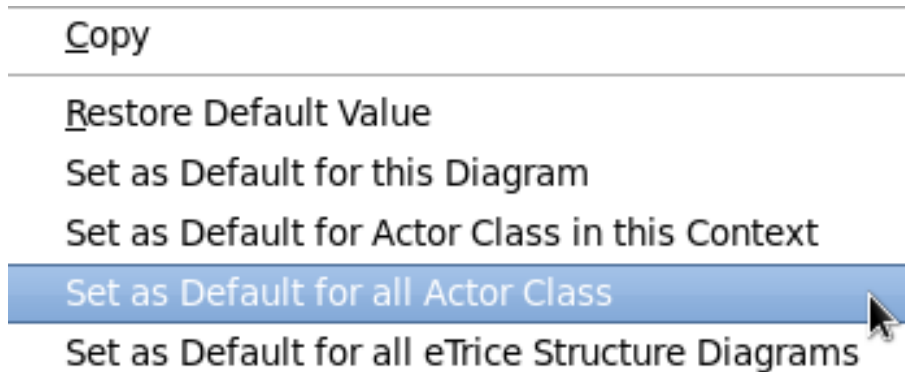 Copy
Restore Default Value
Set as Default for this Diagram
Set as Default for Actor Class in this Context
Set as Default for all Actor Class
Set as Default for all eTrice Structure Diagrams